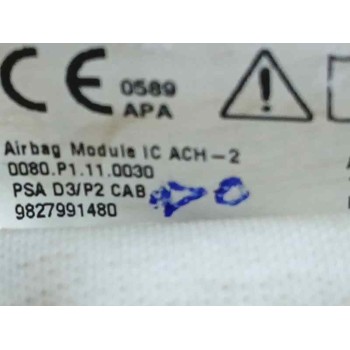 CE 0589
APA
Airbag Module IC ACH-2
0080.P1.11.0030
PSA D3/P2 CAB
9827991480